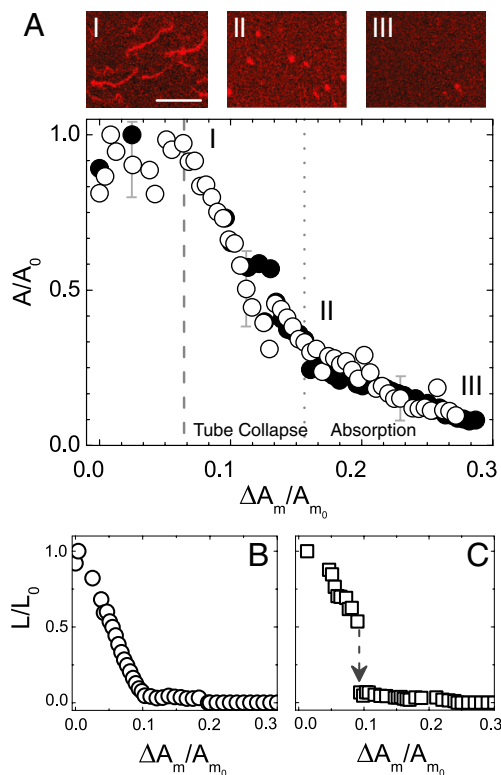 A
I
II
III
1.0
0.5
0.0
A/A₀
I
II
III
Tube Collapse
Absorption
0.0
0.1
0.2
0.3
ΔAₘ/Aₘ₀
B
1.0
0.5
0.0
L/L₀
0.0
0.1
0.2
0.3
ΔAₘ/Aₘ₀
C
0.0
0.1
0.2
0.3
ΔAₘ/Aₘ₀